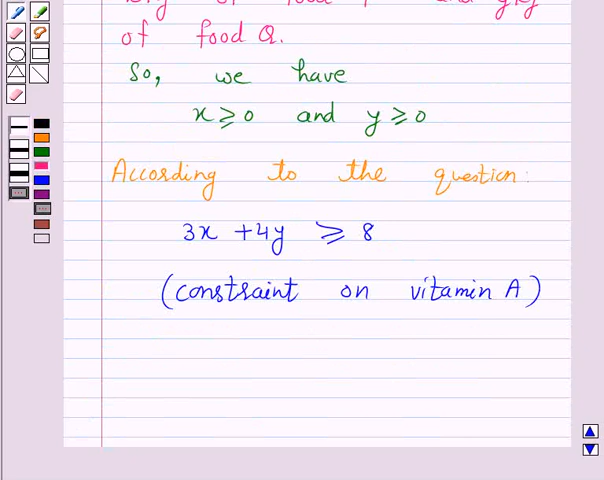 of food Q.
So, we have
x ≥ 0 and y ≥ 0
According to the question:
3x + 4y ≥ 8
(constraint on vitamin A)